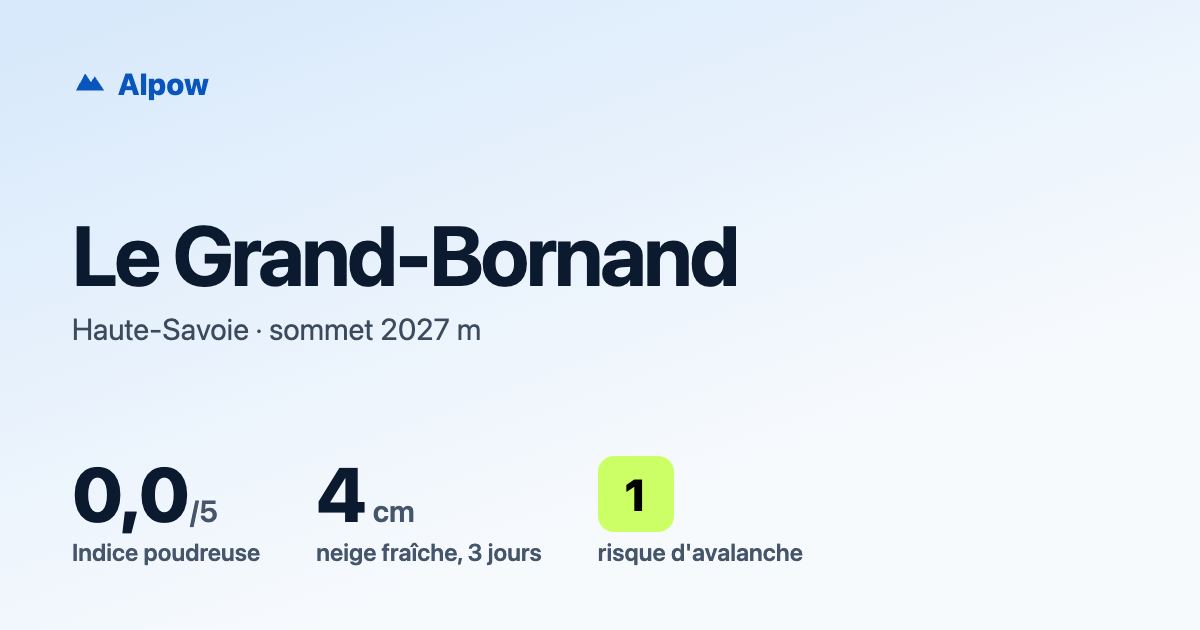 Alpow
Le Grand-Bornand
Haute-Savoie · sommet 2027 m
0,0/5
Indice poudreuse
4 cm
neige fraîche, 3 jours
1
risque d'avalanche